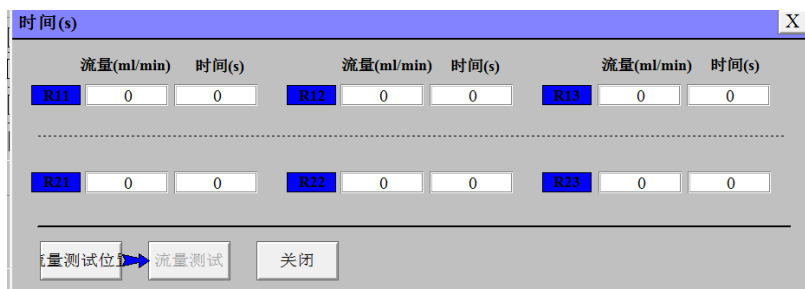 时间(s) X
流量(ml/min) 时间(s) 流量(ml/min) 时间(s) 流量(ml/min) 时间(s)
R11 0 0 R12 0 0 R13 0 0
R21 0 0 R22 0 0 R23 0 0
量测试位 流量测试 关闭